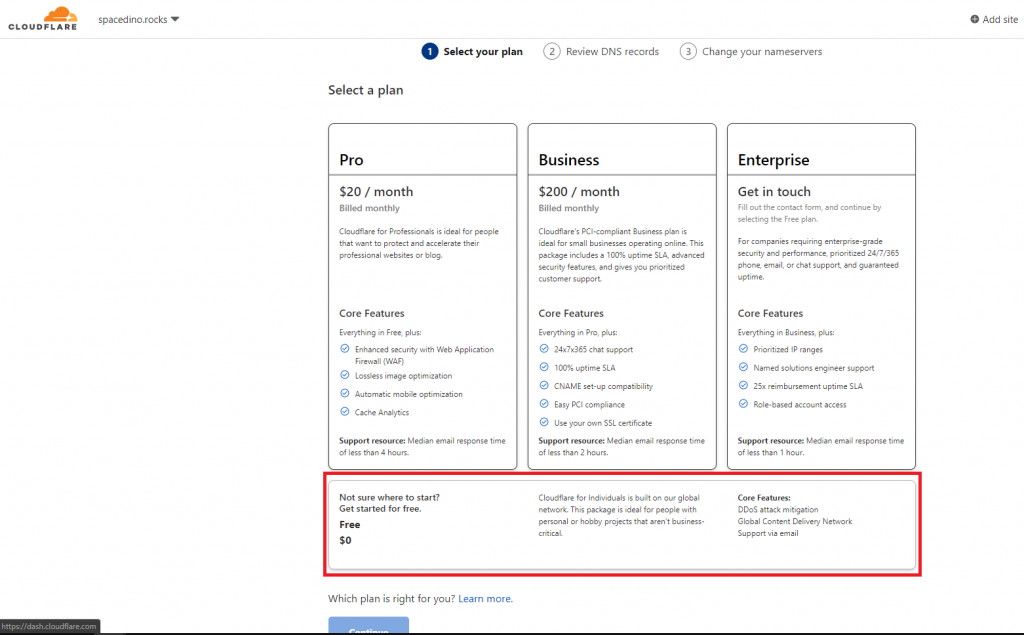 CLOUDFLARE
spacedino.rocks
Add site
1 Select your plan
2 Review DNS records
3 Change your nameservers
Select a plan
Pro
$20 / month
Billed monthly
Cloudflare for Professionals is ideal for people
that want to protect and accelerate their
professional websites or blog.
Core Features
Everything in Free, plus:
Enhanced security with Web Application
Firewall (WAF)
Lossless image optimization
Automatic mobile optimization
Cache Analytics
Support resource: Median email response time
of less than 4 hours.
Business
$200 / month
Billed monthly
Cloudflare's PCI-compliant Business plan is
ideal for small businesses operating online. This
package includes a 100% uptime SLA, advanced
security features, and gives you prioritized
customer support.
Core Features
Everything in Pro, plus:
24x7x365 chat support
100% uptime SLA
CNAME set-up compatibility
Easy PCI compliance
Use your own SSL certificate
Support resource: Median email response time
of less than 2 hours.
Enterprise
Get in touch
Fill out the contact form, and continue by
selecting the Free plan.
For companies requiring enterprise-grade
security and performance, prioritized 24/7/365
phone, email, or chat support, and guaranteed
uptime.
Core Features
Everything in Business, plus:
Prioritized IP ranges
Named solutions engineer support
25x reimbursement uptime SLA
Role-based account access
Support resource: Median email response time
of less than 1 hour.
Not sure where to start?
Get started for free.
Free
$0
Cloudflare for Individuals is built on our global
network. This package is ideal for people with
personal or hobby projects that aren't business-
critical.
Core Features:
DDoS attack mitigation
Global Content Delivery Network
Support via email
Which plan is right for you? Learn more.
Continue
https://dash.cloudflare.com